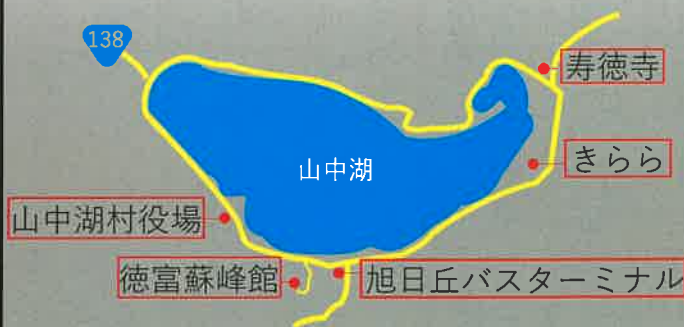 138
寿徳寺
きらら
山中湖
山中湖村役場
徳富蘇峰館
旭日丘バスターミナル